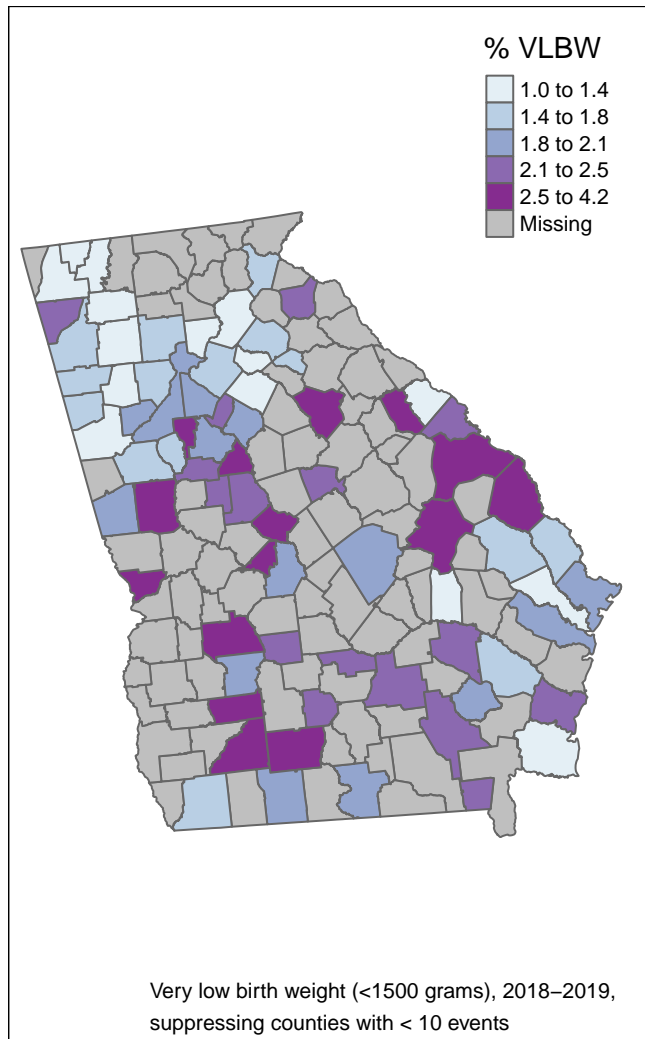 % VLBW
1.0 to 1.4
1.4 to 1.8
1.8 to 2.1
2.1 to 2.5
2.5 to 4.2
Missing
Very low birth weight (<1500 grams), 2018−2019,
suppressing counties with < 10 events